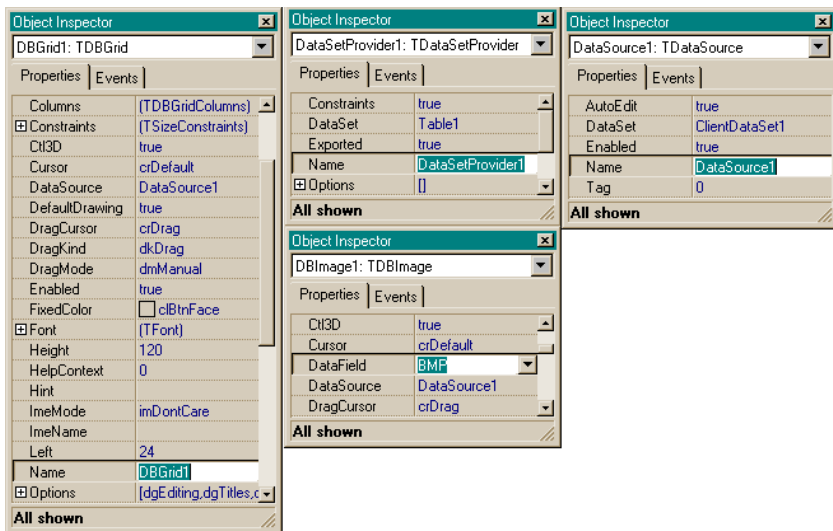 Object Inspector
DBGrid1: TDBGrid
Properties Events
Columns (TDBGridColumns)
Constraints (TSizeConstraints)
Ctl3D true
Cursor crDefault
DataSource DataSource1
DefaultDrawing true
DragCursor crDrag
DragKind dkDrag
DragMode dmManual
Enabled true
FixedColor clBtnFace
Font (TFont)
Height 120
HelpContext 0
Hint
ImeMode imDontCare
ImeName
Left 24
Name DBGrid1
Options [dgEditing,dgTitles,
All shown
Object Inspector
DataSetProvider1: TDataSetProvider
Properties Events
Constraints true
DataSet Table1
Exported true
Name DataSetProvider1
Options []
All shown
Object Inspector
DBImage1: TDBImage
Properties Events
Ctl3D true
Cursor crDefault
DataField BMP
DataSource DataSource1
DragCursor crDrag
All shown
Object Inspector
DataSource1: TDataSource
Properties Events
AutoEdit true
DataSet ClientDataSet1
Enabled true
Name DataSource1
Tag 0
All shown